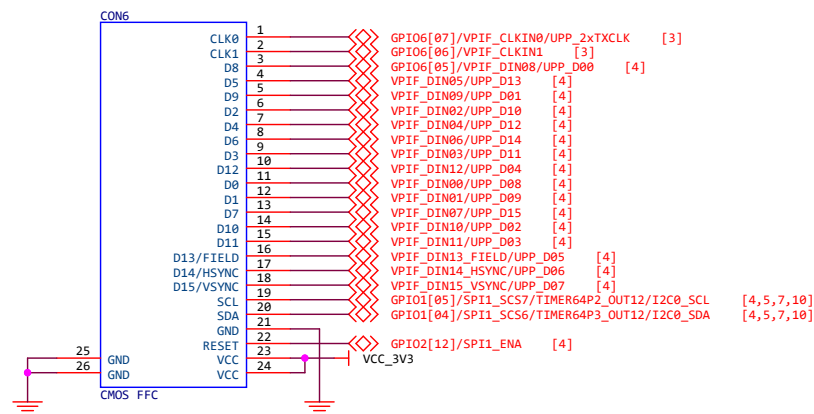 CON6
CLK0 1 GPIO6[07]/VPIF_CLKIN0/UPP_2xTXCLK [3]
CLK1 2 GPIO6[06]/VPIF_CLKIN1 [3]
D8 3 GPIO6[05]/VPIF_DIN08/UPP_D00 [4]
D5 4 VPIF_DIN05/UPP_D13 [4]
D9 5 VPIF_DIN09/UPP_D01 [4]
D2 6 VPIF_DIN02/UPP_D10 [4]
D4 7 VPIF_DIN04/UPP_D12 [4]
D6 8 VPIF_DIN06/UPP_D14 [4]
D3 9 VPIF_DIN03/UPP_D11 [4]
D12 10 VPIF_DIN12/UPP_D04 [4]
D0 11 VPIF_DIN00/UPP_D08 [4]
D1 12 VPIF_DIN01/UPP_D09 [4]
D7 13 VPIF_DIN07/UPP_D15 [4]
D10 14 VPIF_DIN10/UPP_D02 [4]
D11 15 VPIF_DIN11/UPP_D03 [4]
D13/FIELD 16 VPIF_DIN13_FIELD/UPP_D05 [4]
D14/HSYNC 17 VPIF_DIN14_HSYNC/UPP_D06 [4]
D15/VSYNC 18 VPIF_DIN15_VSYNC/UPP_D07 [4]
SCL 19 GPIO1[05]/SPI1_SCS7/TIMER64P2_OUT12/I2C0_SCL [4,5,7,10]
SDA 20 GPIO1[04]/SPI1_SCS6/TIMER64P3_OUT12/I2C0_SDA [4,5,7,10]
GND 21
RESET 22 GPIO2[12]/SPI1_ENA [4]
25 GND VCC 23 VCC_3V3
26 GND VCC 24
CMOS FFC